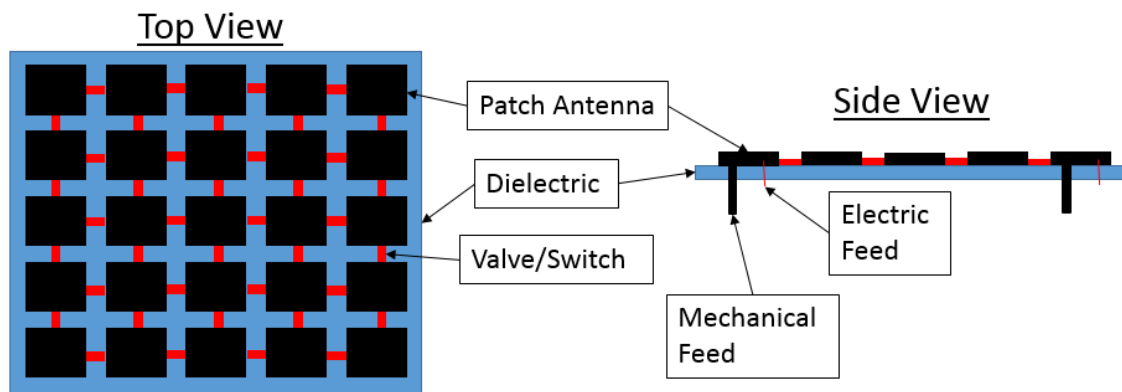 Top View
Patch Antenna
Side View
Dielectric
Electric
Feed
Valve/Switch
Mechanical
Feed